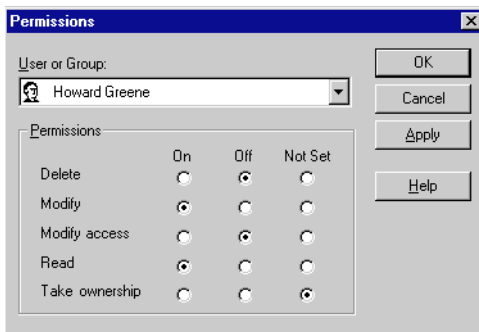 Permissions
User or Group:
Howard Greene
OK
Cancel
Apply
Help
Permissions
On Off Not Set
Delete
Modify
Modify access
Read
Take ownership